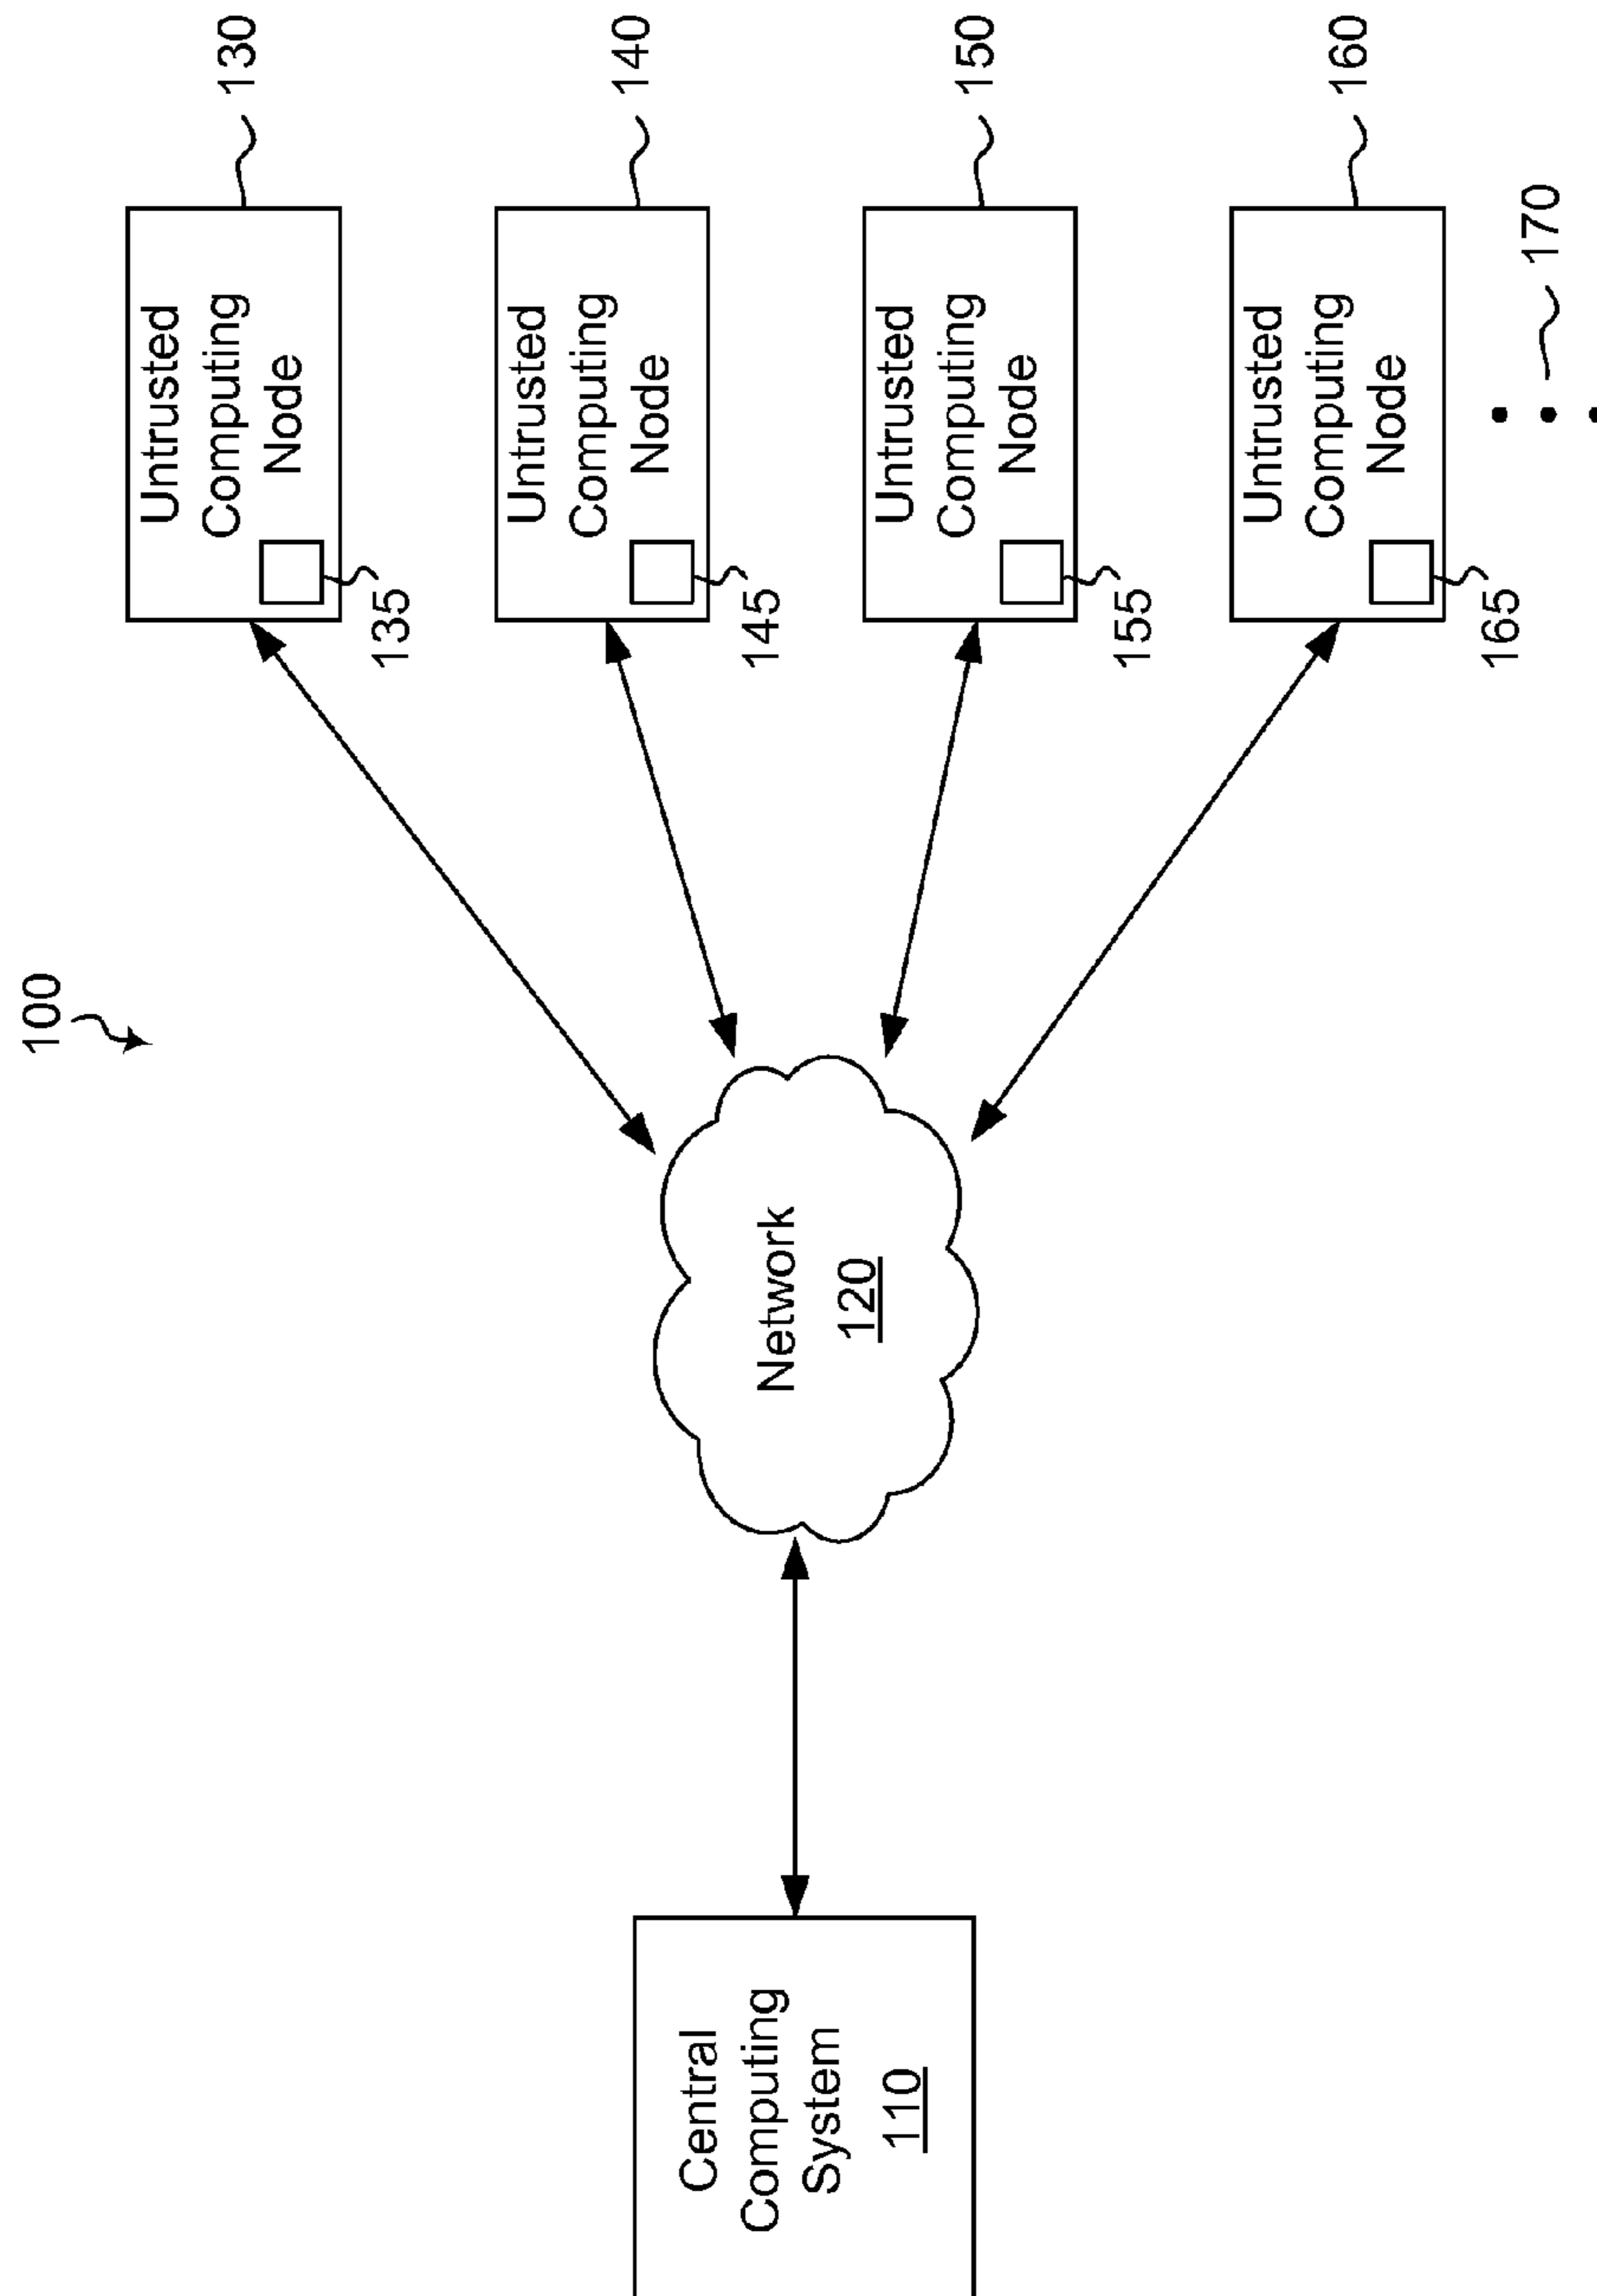 100
Central
Computing
System
110
Network
120
Untrusted
Computing
Node
130
135
Untrusted
Computing
Node
140
145
Untrusted
Computing
Node
150
155
Untrusted
Computing
Node
160
165
170